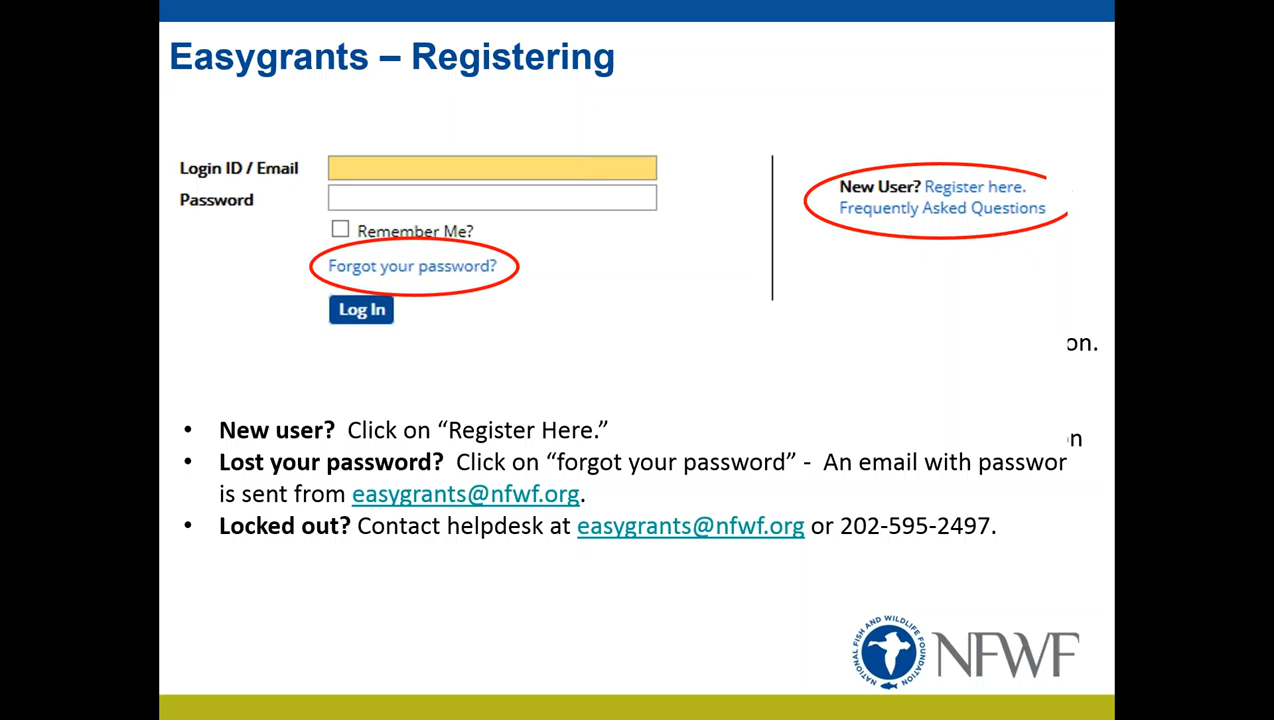 Easygrants – Registering
Login ID / Email
Password
Remember Me?
Forgot your password?
Log In
New User? Register here.
Frequently Asked Questions
on.
• New user? Click on “Register Here.”
n
• Lost your password? Click on “forgot your password” - An email with passwor
is sent from easygrants@nfwf.org.
• Locked out? Contact helpdesk at easygrants@nfwf.org or 202-595-2497.
NATIONAL FISH AND WILDLIFE FOUNDATION
NFWF